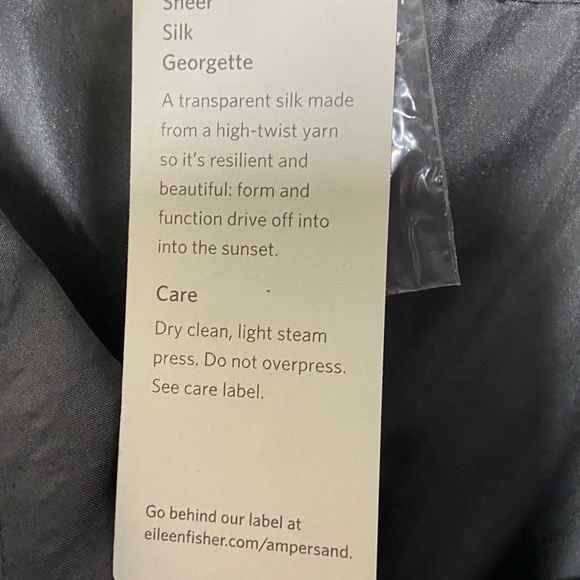 Sheer
Silk
Georgette
A transparent silk made
from a high-twist yarn
so it's resilient and
beautiful: form and
function drive off into
into the sunset.
Care
Dry clean, light steam
press. Do not overpress.
See care label.
Go behind our label at
eileenfisher.com/ampersand.